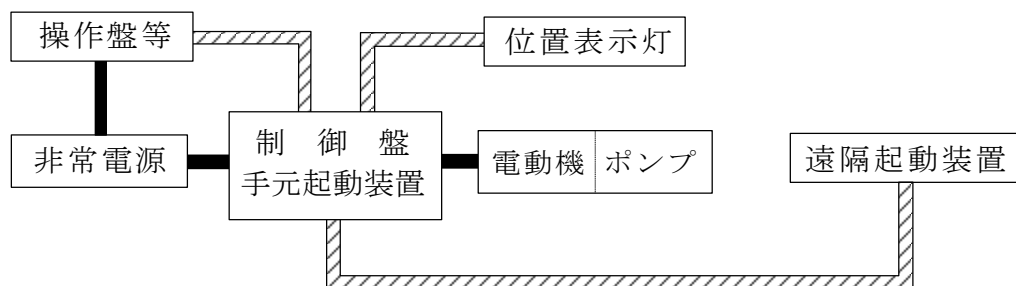 操作盤等
位置表示灯
非常電源
制御盤
手元起動装置
電動機
ポンプ
遠隔起動装置